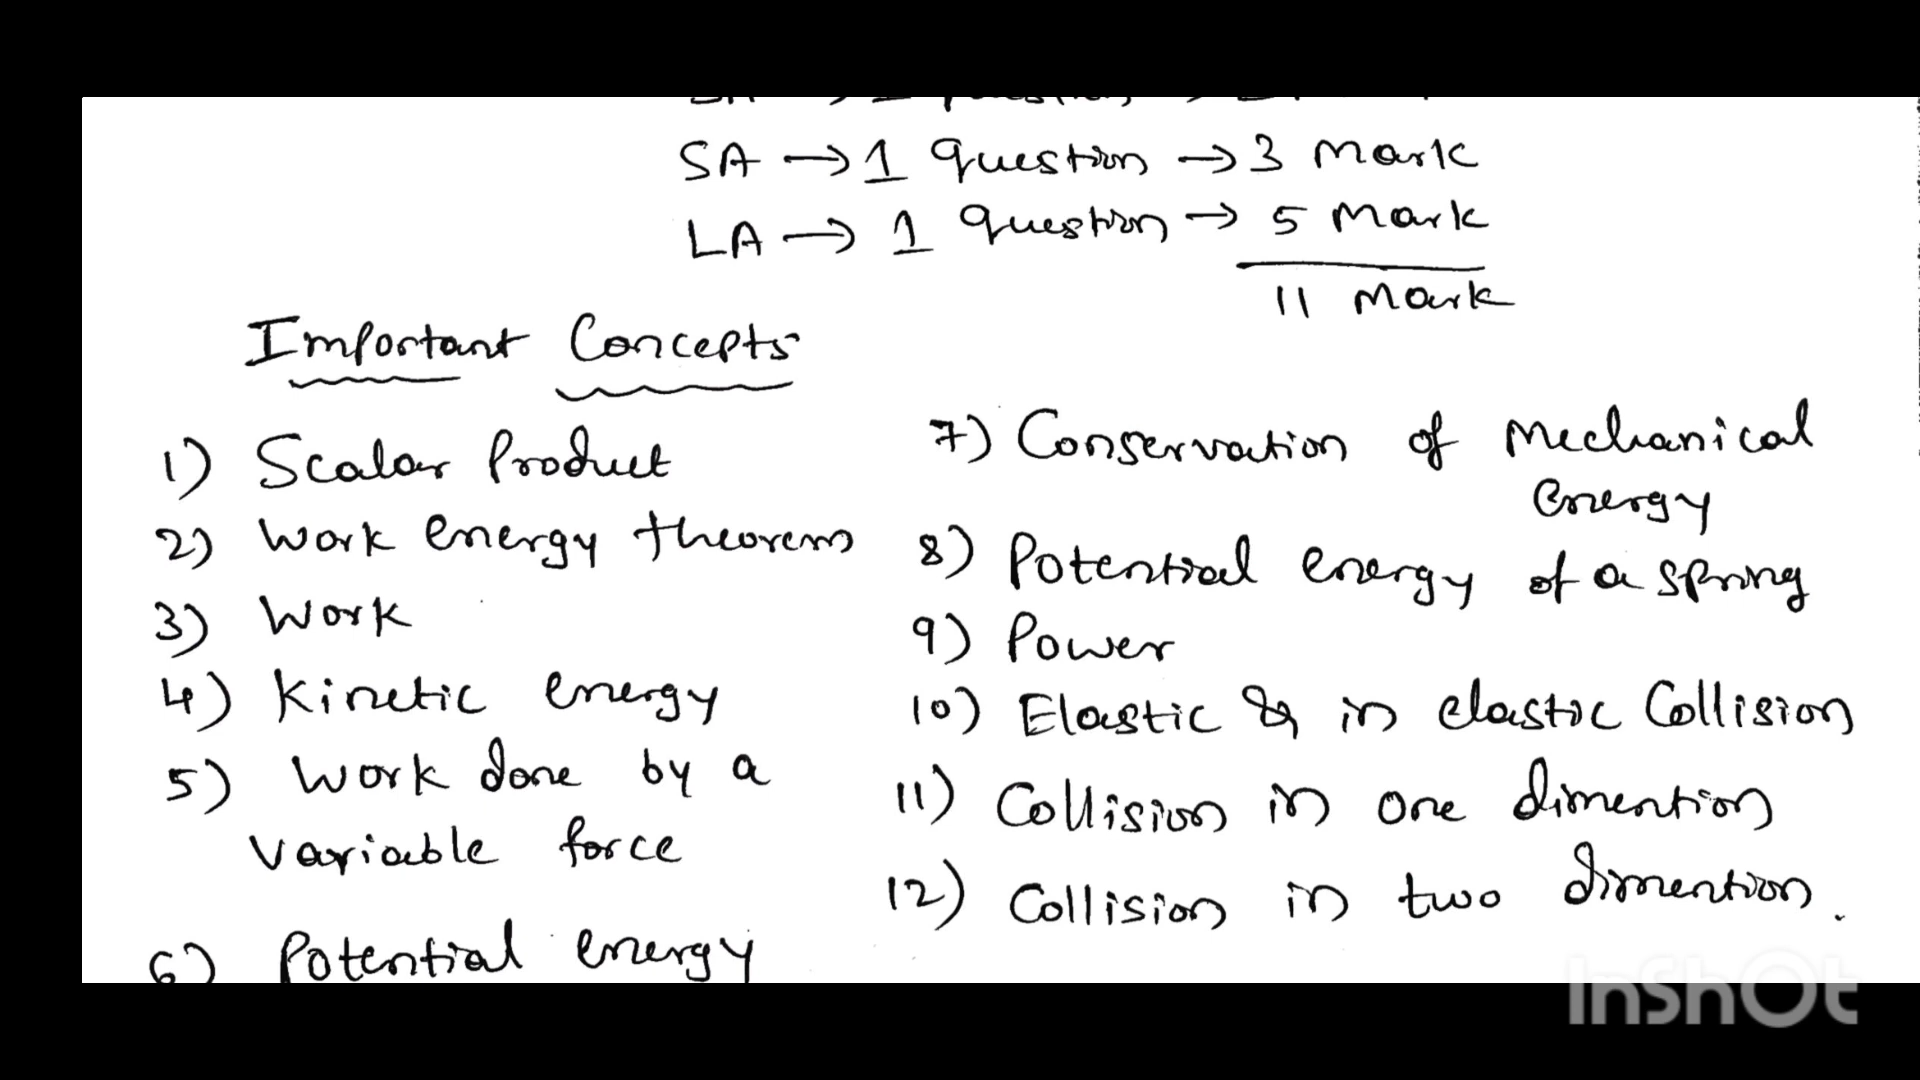 SA → 1 question → 3 Mark
LA → 1 question → 5 Mark
11 Mark
Important Concepts
1) Scalar Product
2) Work energy theorem
3) Work
4) Kinetic energy
5) Work done by a
variable force
6) Potential energy
7) Conservation of Mechanical
energy
8) Potential energy of a spring
9) Power
10) Elastic & in elastic Collision
11) Collision in one dimention
12) Collision in two dimention.
InShOt